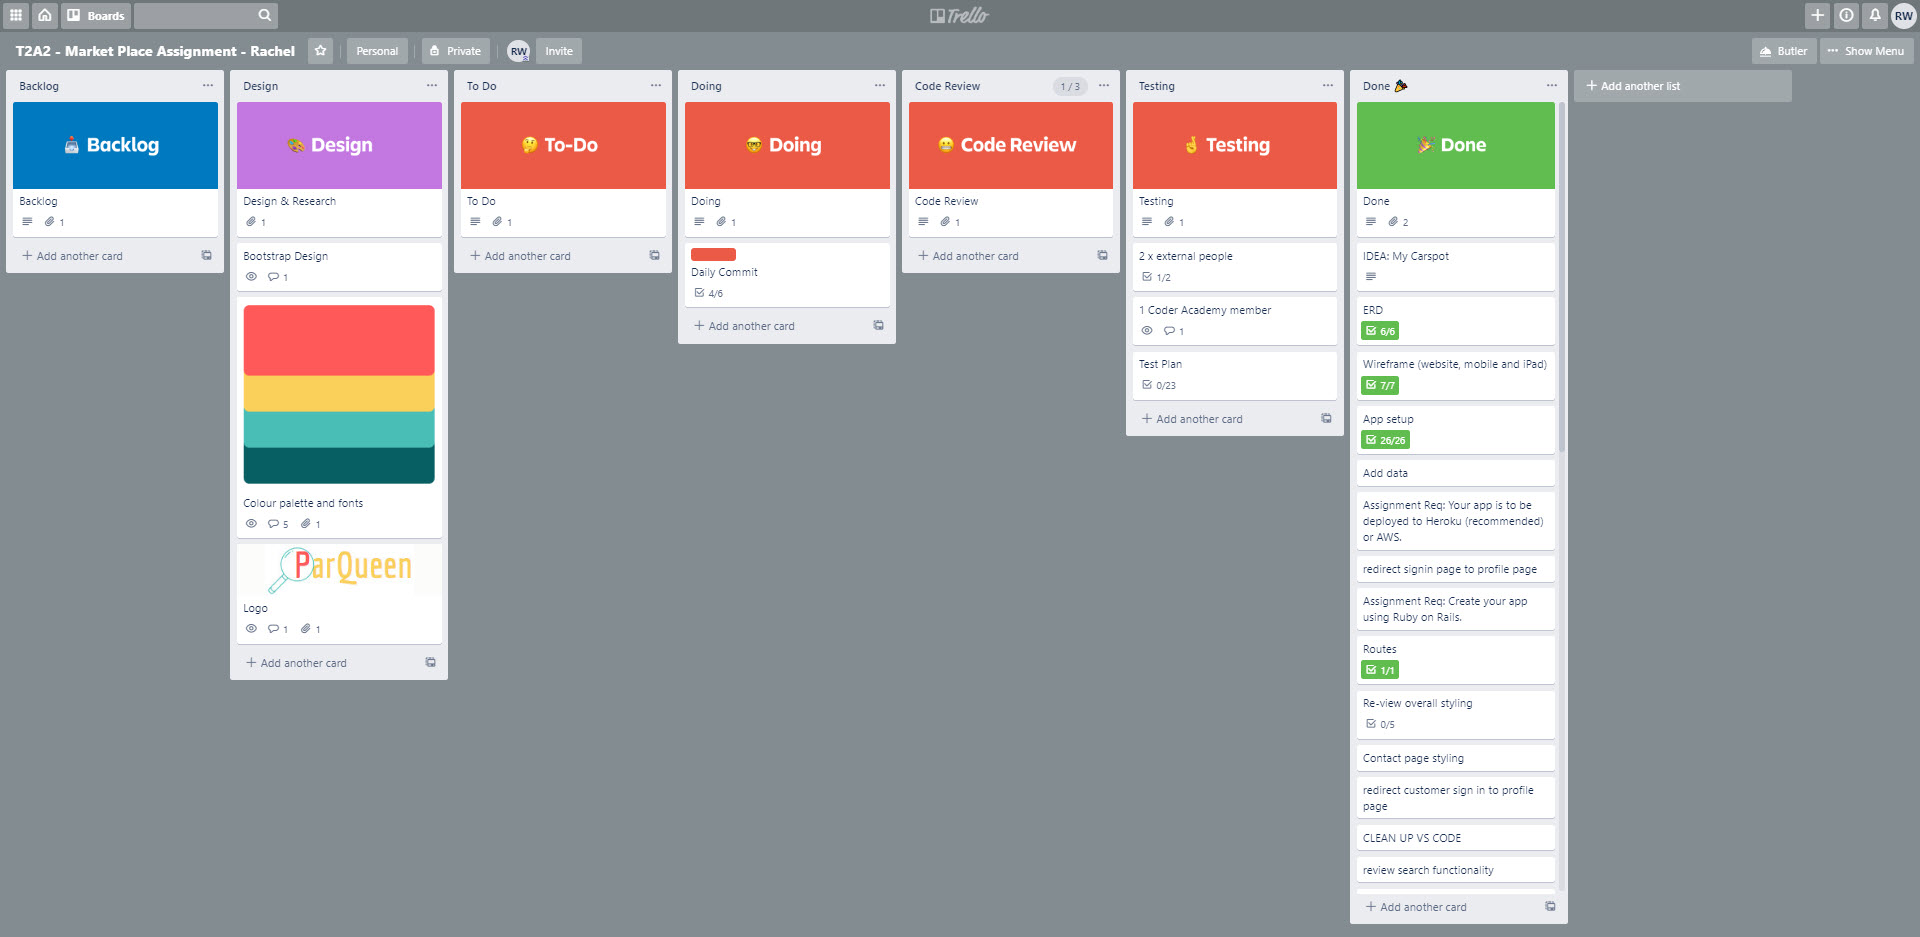 Boards
Trello
RW
T2A2 - Market Place Assignment - Rachel
Personal
Private
RW
Invite
Butler
Show Menu
Backlog
Backlog
Backlog
1
Add another card
Design
Design
Design & Research
1
Bootstrap Design
1
Colour palette and fonts
5
1
ParQueen
Logo
1
1
Add another card
To Do
To-Do
To Do
1
Add another card
Doing
Doing
Doing
1
Daily Commit
4/6
Add another card
Code Review
1 / 3
Code Review
Code Review
1
Add another card
Testing
Testing
Testing
1
2 x external people
1/2
1 Coder Academy member
1
Test Plan
0/23
Add another card
Done
Done
Done
2
IDEA: My Carspot
ERD
6/6
Wireframe (website, mobile and iPad)
7/7
App setup
26/26
Add data
Assignment Req: Your app is to be
deployed to Heroku (recommended)
or AWS.
redirect signin page to profile page
Assignment Req: Create your app
using Ruby on Rails.
Routes
1/1
Re-view overall styling
0/5
Contact page styling
redirect customer sign in to profile
page
CLEAN UP VS CODE
review search functionality
Add another card
Add another list